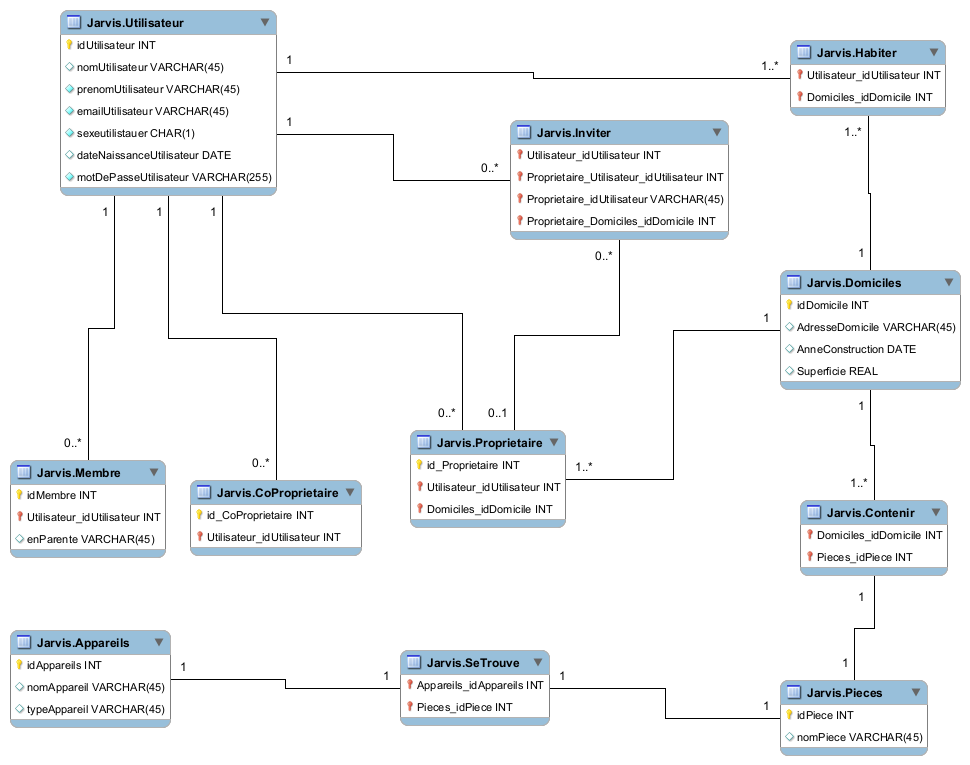 Jarvis.Utilisateur
idUtilisateur INT
nomUtilisateur VARCHAR(45)
prenomUtilisateur VARCHAR(45)
emailUtilisateur VARCHAR(45)
sexeutilistauer CHAR(1)
dateNaissanceUtilisateur DATE
motDePasseUtilisateur VARCHAR(255)
1
1..*
Jarvis.Habiter
Utilisateur_idUtilisateur INT
Domiciles_idDomicile INT
1
0..*
Jarvis.Inviter
Utilisateur_idUtilisateur INT
Proprietaire_Utilisateur_idUtilisateur INT
Proprietaire_idUtilisateur VARCHAR(45)
Proprietaire_Domiciles_idDomicile INT
1..*
1
1
1
1
0..*
Jarvis.Domiciles
idDomicile INT
AdresseDomicile VARCHAR(45)
AnneConstruction DATE
Superficie REAL
1
1
0..*
0..1
Jarvis.Proprietaire
id_Proprietaire INT
Utilisateur_idUtilisateur INT
Domiciles_idDomicile INT
1..*
0..*
Jarvis.Membre
idMembre INT
Utilisateur_idUtilisateur INT
enParente VARCHAR(45)
0..*
Jarvis.CoProprietaire
id_CoProprietaire INT
Utilisateur_idUtilisateur INT
1..*
Jarvis.Contenir
Domiciles_idDomicile INT
Pieces_idPiece INT
1
1
Jarvis.Appareils
idAppareils INT
nomAppareil VARCHAR(45)
typeAppareil VARCHAR(45)
1
1
Jarvis.SeTrouve
Appareils_idAppareils INT
Pieces_idPiece INT
1
1
Jarvis.Pieces
idPiece INT
nomPiece VARCHAR(45)